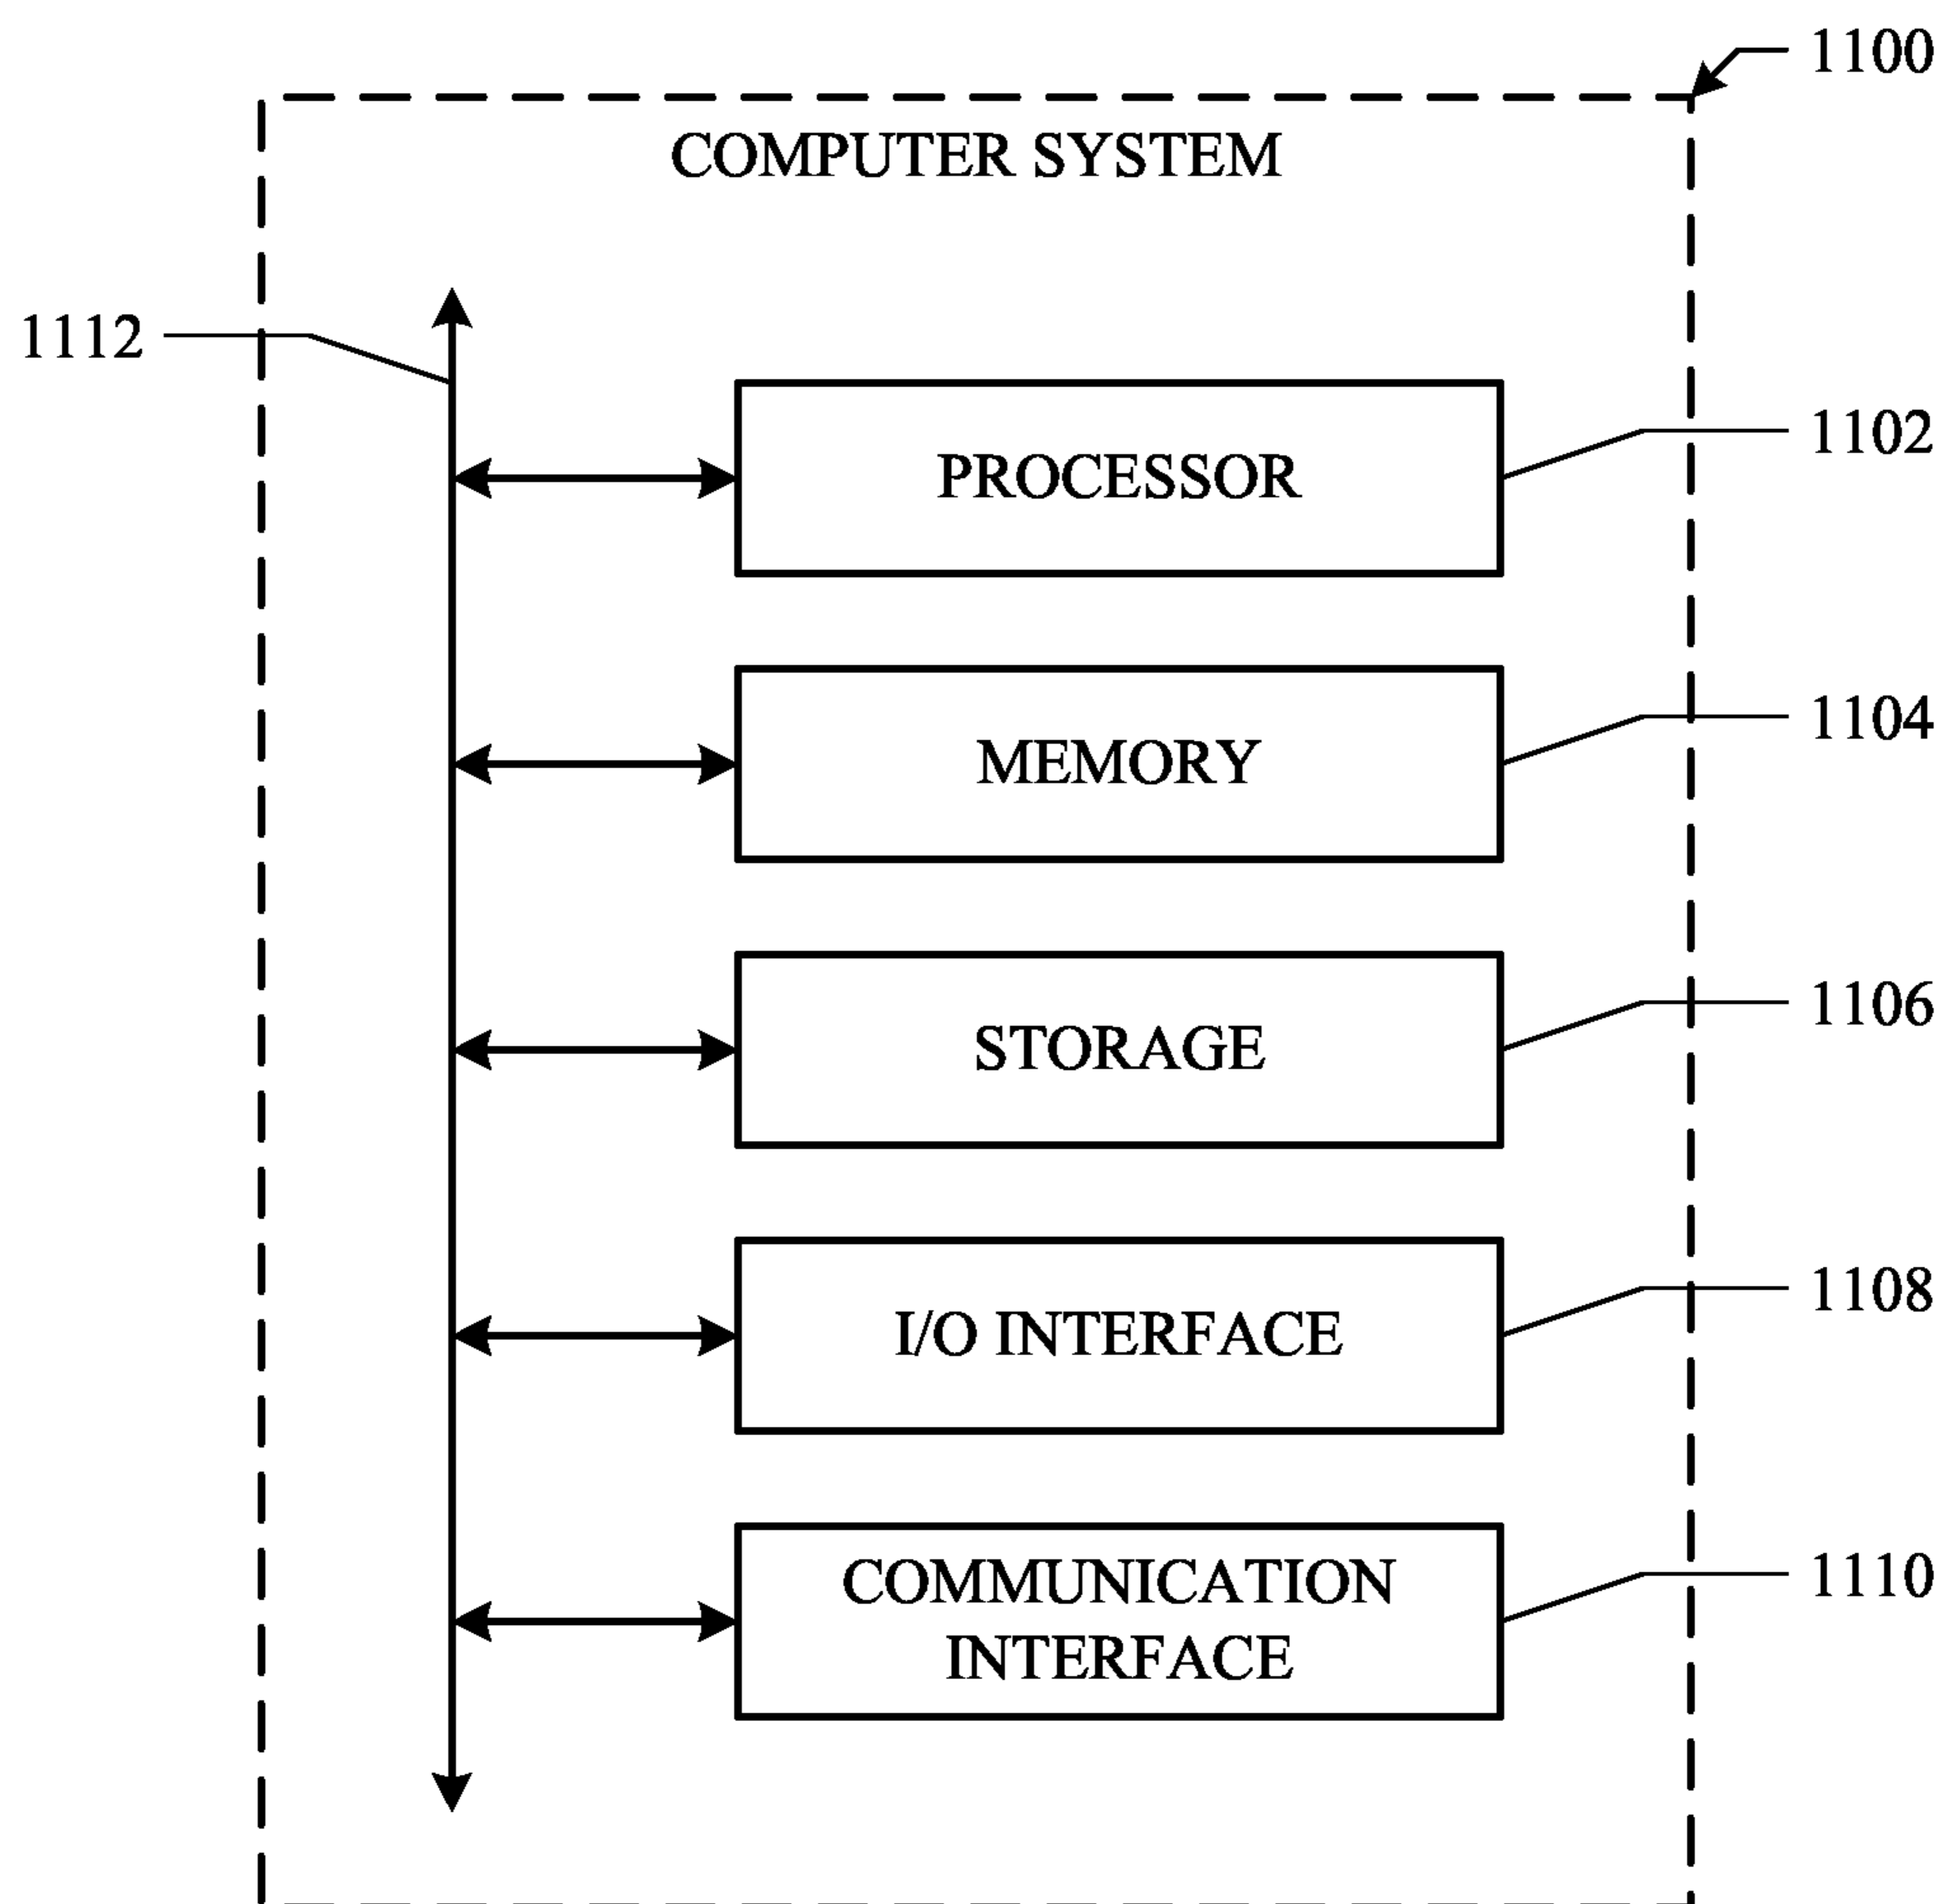 1100
COMPUTER SYSTEM
1112
PROCESSOR
1102
MEMORY
1104
STORAGE
1106
I/O INTERFACE
1108
COMMUNICATION
INTERFACE
1110